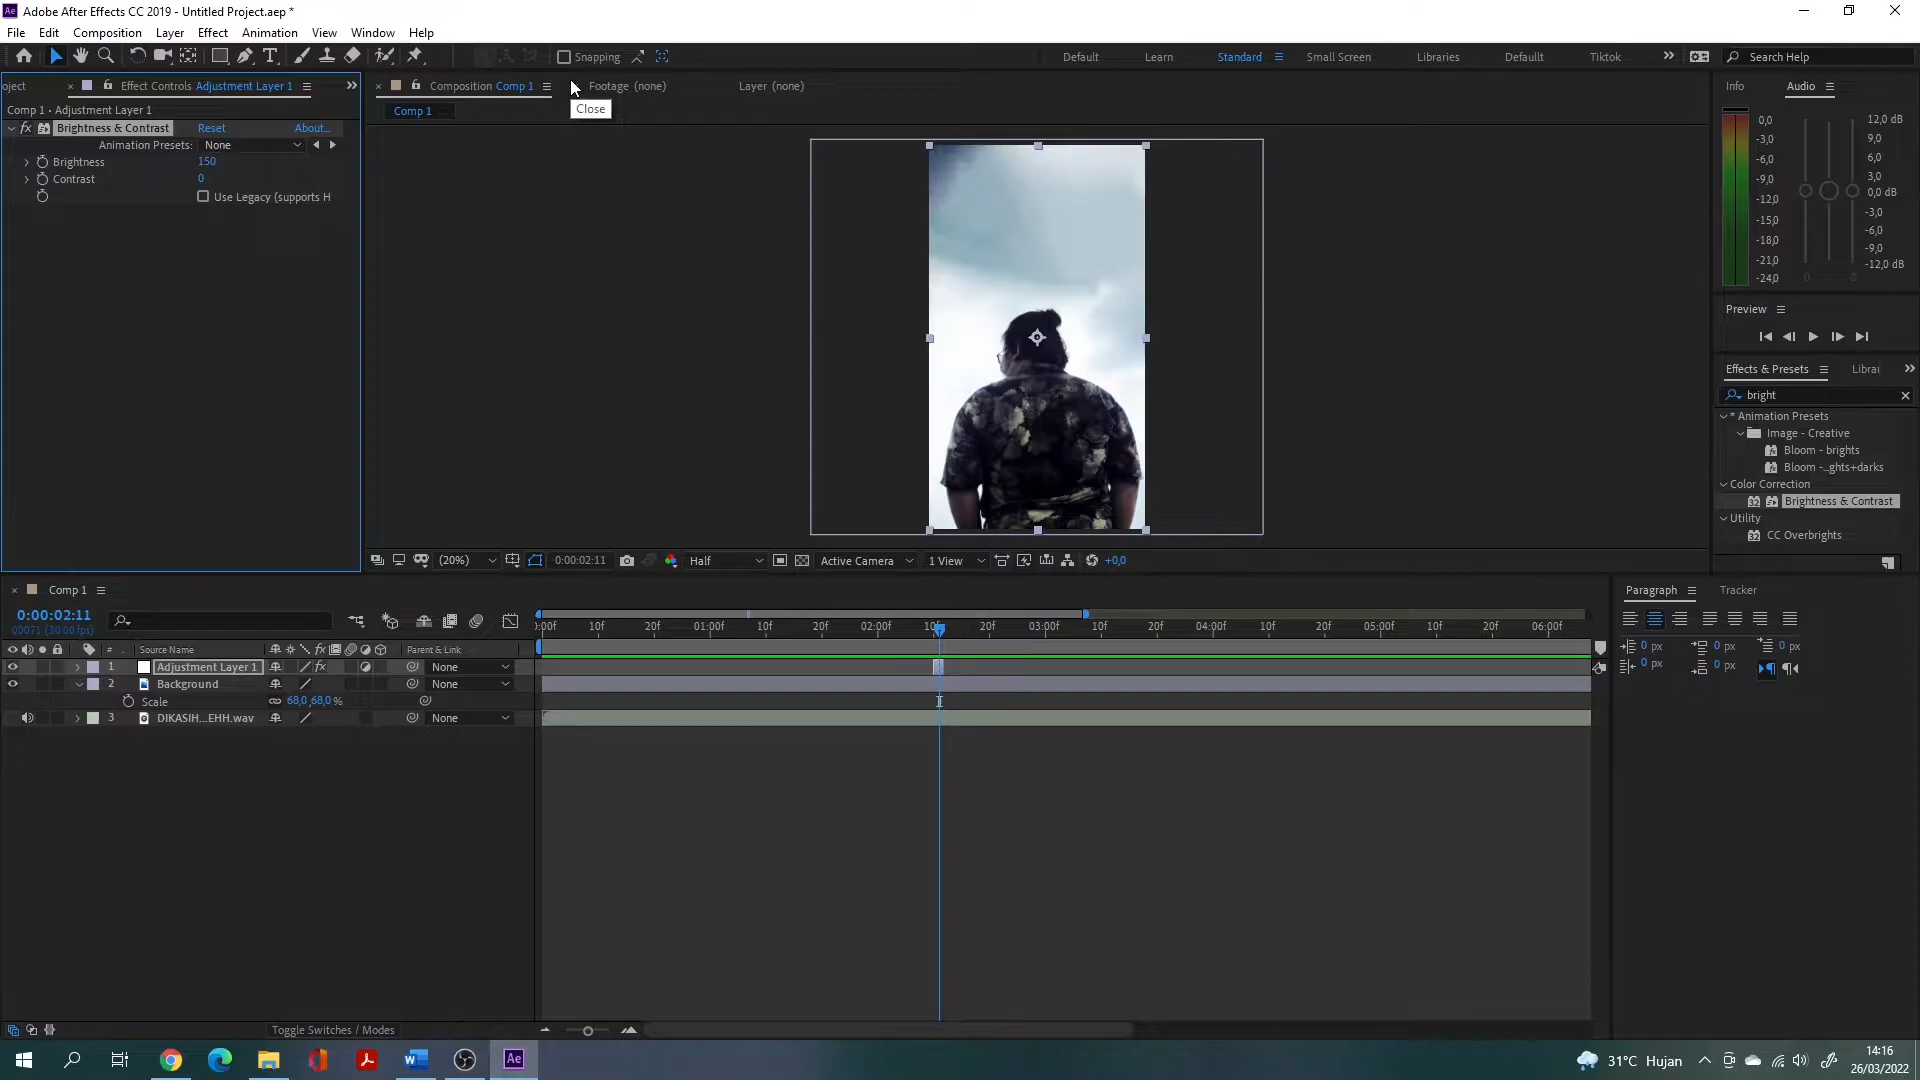 Adobe After Effects CC 2019 - Untitled Project.aep *
File Edit Composition Layer Effect Animation View Window Help
Snapping Default Learn Standard Small Screen Libraries Defaullt Tiktok Search Help
oject Effect Controls Adjustment Layer 1
Composition Comp 1 Footage (none) Layer (none)
Close
Comp 1
Comp 1 • Adjustment Layer 1
fx Brightness & Contrast Reset About...
Animation Presets: None
Brightness 150
Contrast 0
Use Legacy (supports H
Info Audio
0,0
-3,0
-6,0
-9,0
-12,0
-15,0
-18,0
-21,0
-24,0
12,0 dB
9,0
6,0
3,0
0,0 dB
-3,0
-6,0
-9,0
-12,0 dB
0 0
Preview
Effects & Presets Librai
bright
* Animation Presets
Image - Creative
Bloom - brights
Bloom -...ghts+darks
Color Correction
32 Brightness & Contrast
Utility
32 CC Overbrights
(20%) 0:00:02:11 Half Active Camera 1 View +0,0
Comp 1
0:00:02:11
00071 (30.00 fps)
):00f 10f 20f 01:00f 10f 20f 02:00f 10f 20f 03:00f 10f 20f 04:00f 10f 20f 05:00f 10f 20f 06:00f
# Source Name fx Parent & Link
1 Adjustment Layer 1 fx None
2 Background None
Scale 68,0,68,0%
3 DIKASIH...EHH.wav None
Toggle Switches / Modes
Paragraph Tracker
0 px 0 px 0 px
0 px 0 px
Ae
31°C Hujan
14:16
26/03/2022